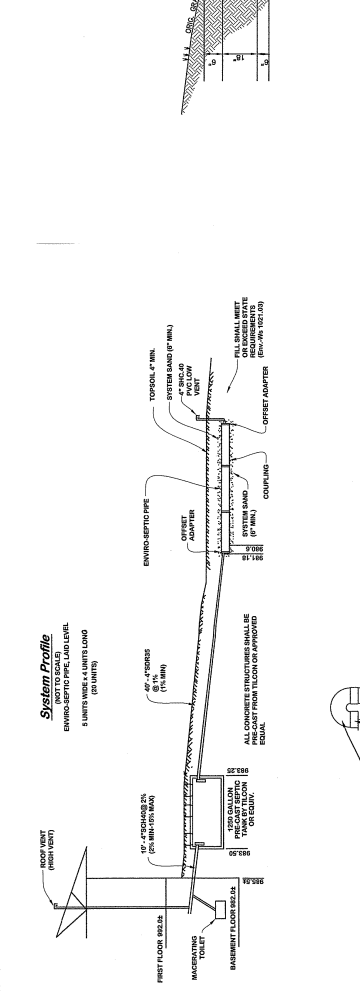 System Profile
(NOT TO SCALE)
ENVIRO-SEPTIC PIPE, LAID LEVEL
5 UNITS WIDE x 4 UNITS LONG
(20 UNITS)
ROOF VENT
(HIGH VENT)
FIRST FLOOR 992.0±
MACERATING
TOILET
BASEMENT FLOOR 982.0±
985.5±
10' - 4"SCH40@ 2%
(2% MIN-15% MAX)
983.50
1250 GALLON
PRE-CAST SEPTIC
TANK BY TILCON
OR EQUIV.
983.25
40' - 4"SDR35
@ 1%
(1% MIN)
ALL CONCRETE STRUCTURES SHALL BE
PRE-CAST FROM TILCON OR APPROVED
EQUAL
ENVIRO-SEPTIC PIPE
OFFSET
ADAPTER
981.18
980.6
SYSTEM SAND
(6" MIN.)
COUPLING
TOPSOIL 4" MIN.
SYSTEM SAND (6" MIN.)
4" SHC.40
PVC LOW
VENT
OFFSET ADAPTER
FILL SHALL MEET
OR EXCEED STATE
REQUIREMENTS
(Env.-Ws 1021.03)
ORIG. GRA
6"
18"
6"